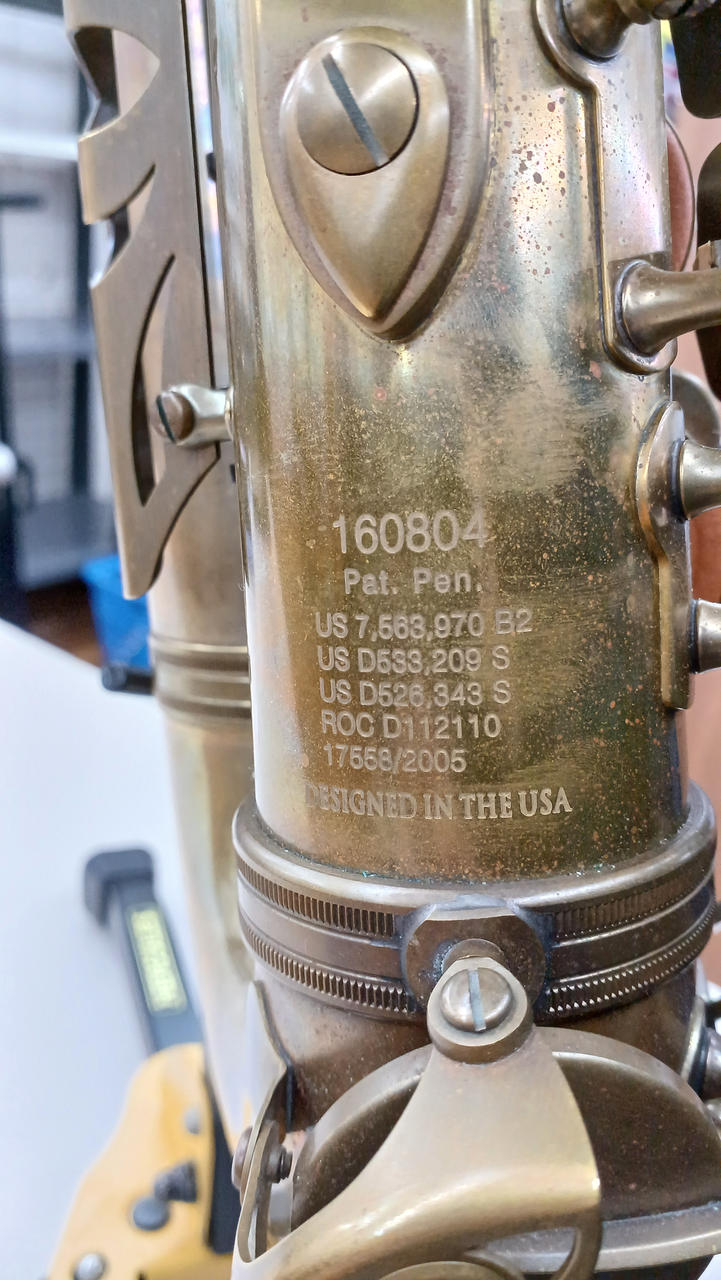 160804
Pat. Pen.
US 7,563,970 B2
US D533,209 S
US D526,343 S
ROC D112110
17558/2005
DESIGNED IN THE USA